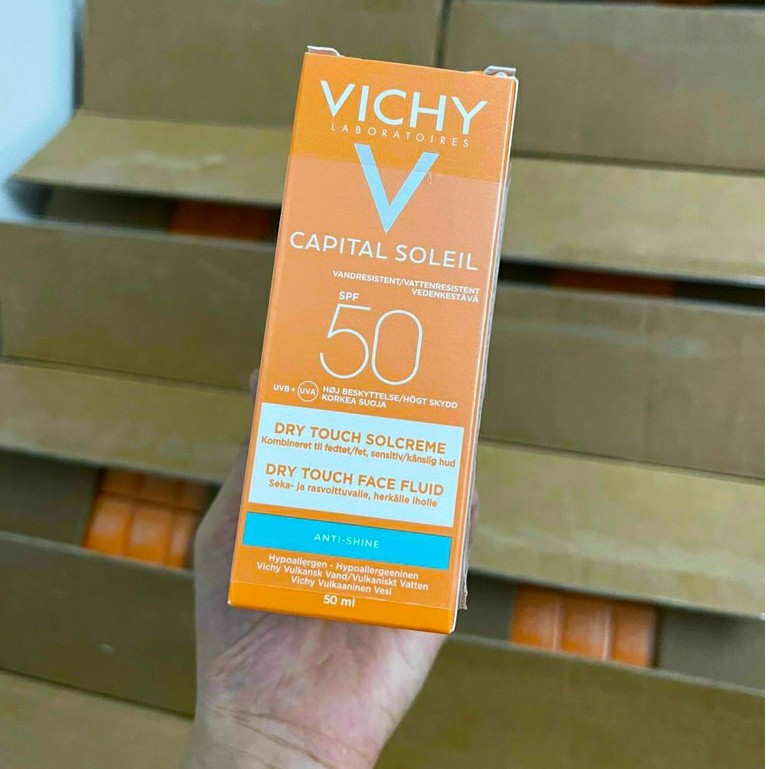 VICHY
LABORATOIRES
V
CAPITAL SOLEIL
VANDRESISTENT/VATTENRESISTENT
VEDENKESTÄVÄ
SPF
50
UVB + UVA HØJ BESKYTTELSE/HÖGT SKYDD
KORKEA SUOJA
DRY TOUCH SOLCREME
Kombineret til fedtet/fet, sensitiv/känslig hud
DRY TOUCH FACE FLUID
Seka- ja rasvoittuvalle, herkälle iholle
ANTI-SHINE
Hypoallergen - Hypoallergeeninen
Vichy Vulkansk Vand/Vulkaniskt Vatten
Vichy Vulkaaninen Vesi
50 ml